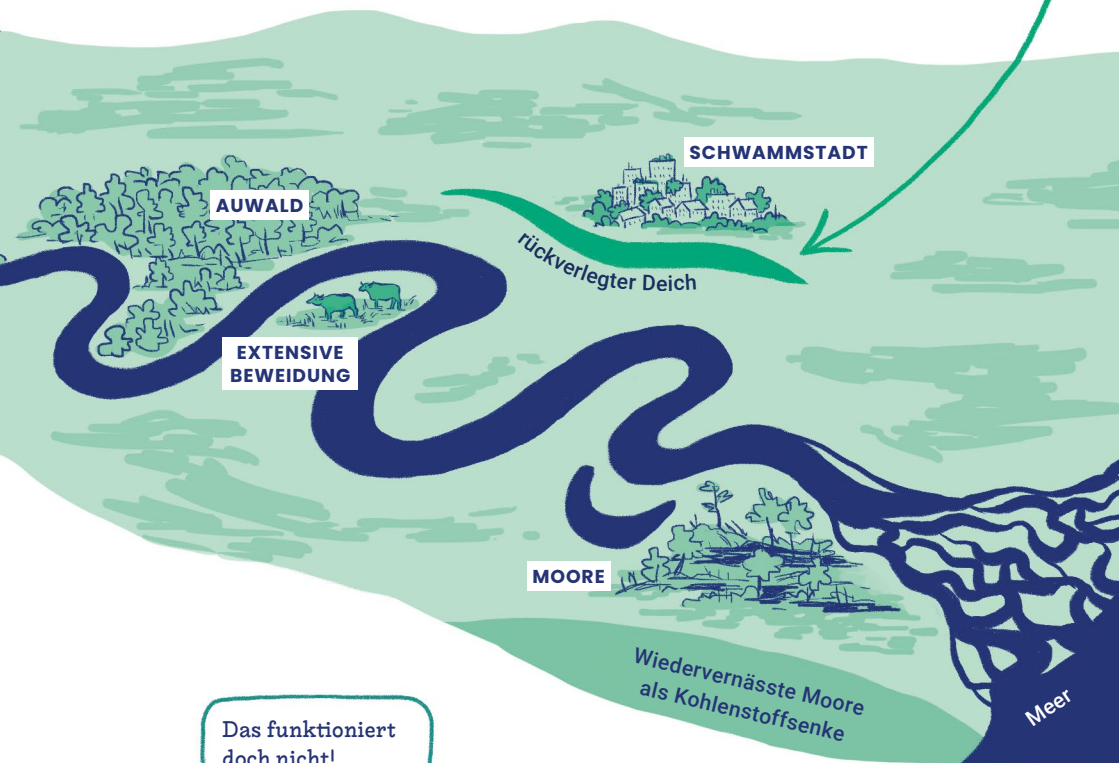 SCHWAMMSTADT
AUWALD
rückverlegter Deich
EXTENSIVE
BEWEIDUNG
MOORE
Wiedervernässte Moore
als Kohlenstoffsenke
Meer
Das funktioniert
doch nicht!